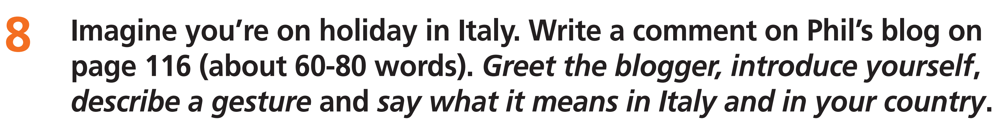 8 Imagine you're on holiday in Italy. Write a comment on Phil's blog on
page 116 (about 60-80 words). Greet the blogger, introduce yourself,
describe a gesture and say what it means in Italy and in your country.